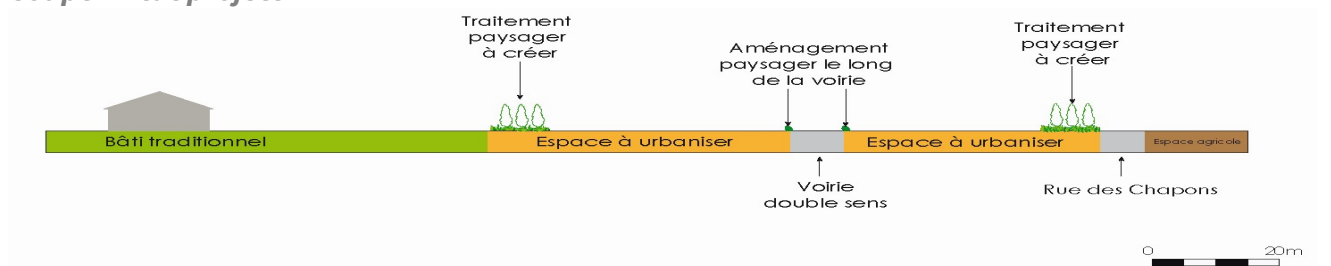 Traitement
paysager
à créer
Aménagement
paysager le long
de la voirie
Traitement
paysager
à créer
Bâti traditionnel
Espace à urbaniser
Espace à urbaniser
Espace agricole
Voirie
double sens
Rue des Chapons
0 20m